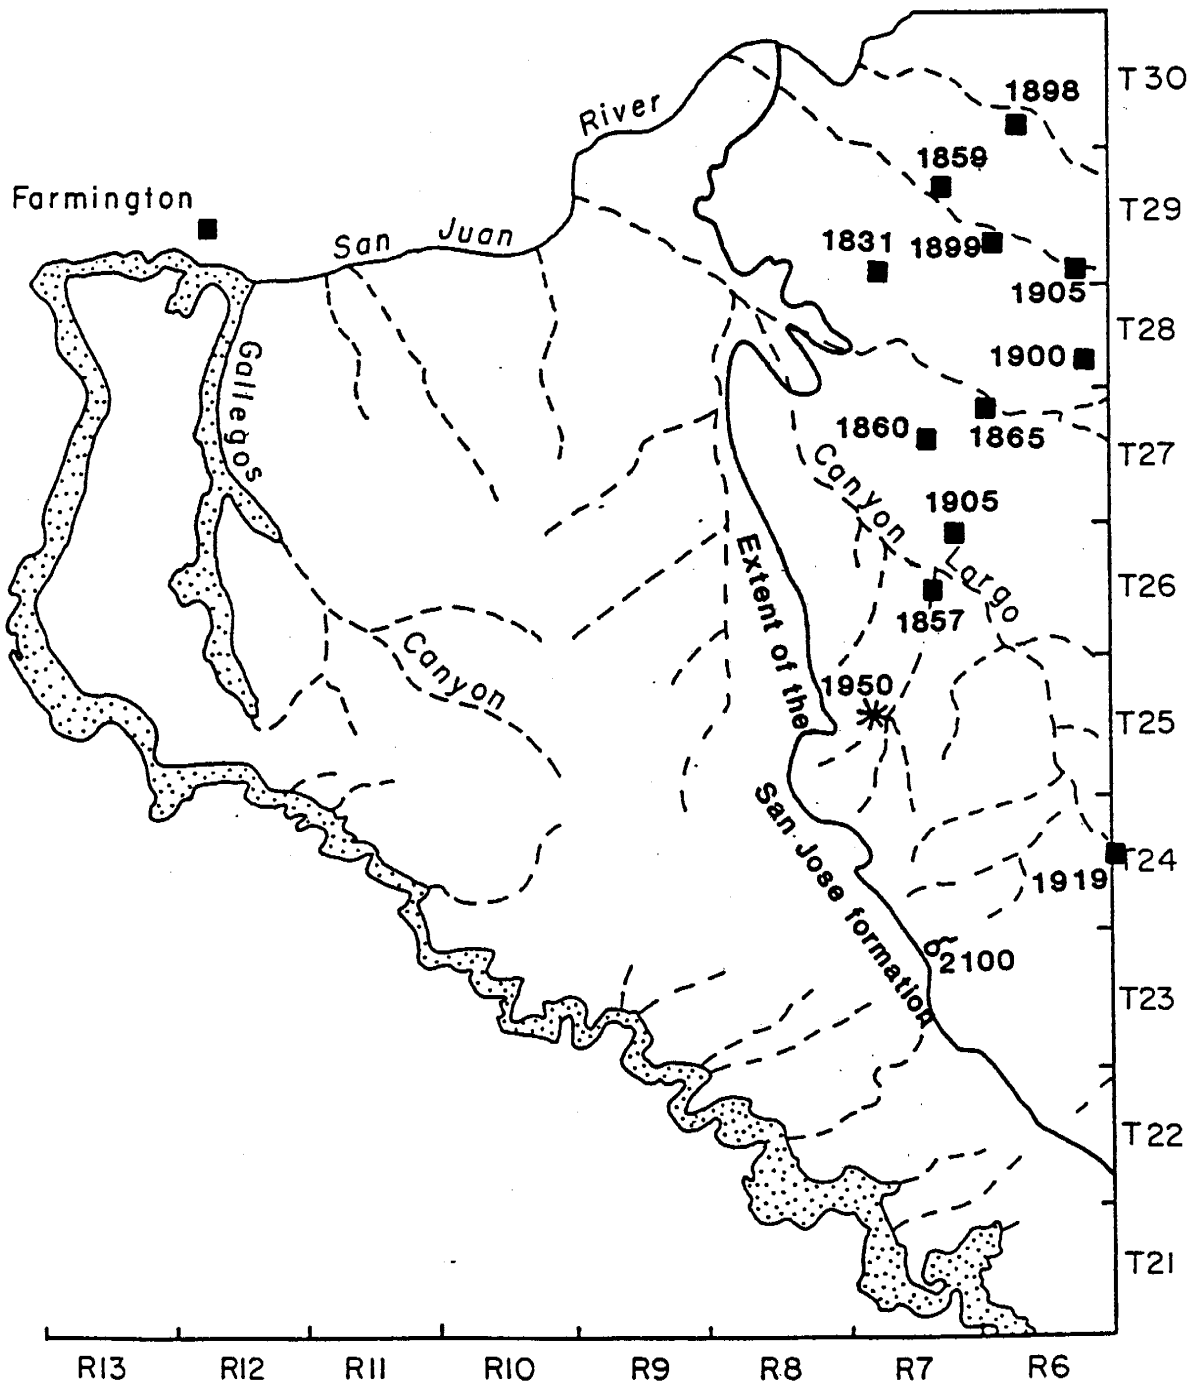 T30
1898
River
1859
Farmington
T29
San Juan
1831
1899
1905
T28
1900
Gallegos
1860
1865
T27
Canyon
1905
Largo
T26
1857
Canyon
1950
T25
Extent of the
San Jose formation
T24
1919
2100
T23
T22
T21
R13 R12 R11 R10 R9 R8 R7 R6